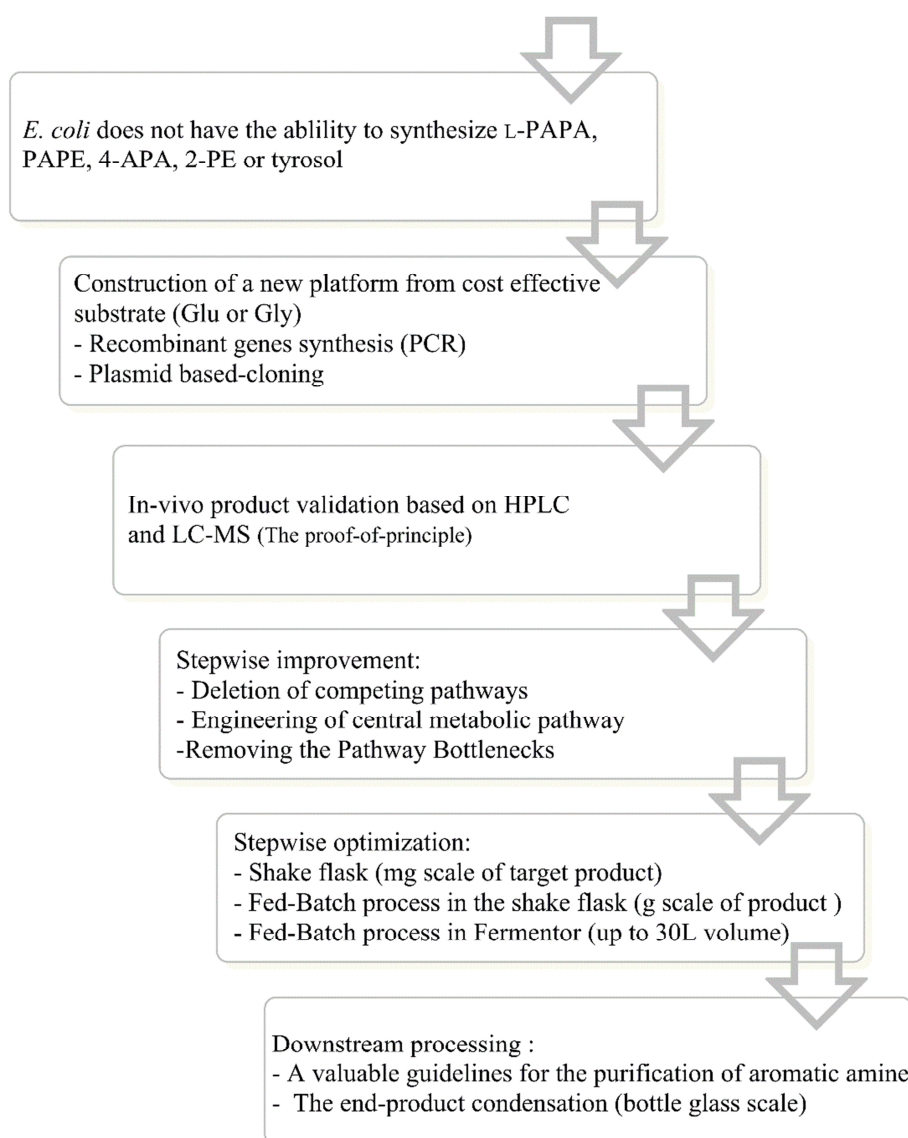 E. coli does not have the ablility to synthesize L-PAPA,
PAPE, 4-APA, 2-PE or tyrosol
Construction of a new platform from cost effective
substrate (Glu or Gly)
- Recombinant genes synthesis (PCR)
- Plasmid based-cloning
In-vivo product validation based on HPLC
and LC-MS (The proof-of-principle)
Stepwise improvement:
- Deletion of competing pathways
- Engineering of central metabolic pathway
-Removing the Pathway Bottlenecks
Stepwise optimization:
- Shake flask (mg scale of target product)
- Fed-Batch process in the shake flask (g scale of product )
- Fed-Batch process in Fermentor (up to 30L volume)
Downstream processing :
- A valuable guidelines for the purification of aromatic amine
- The end-product condensation (bottle glass scale)